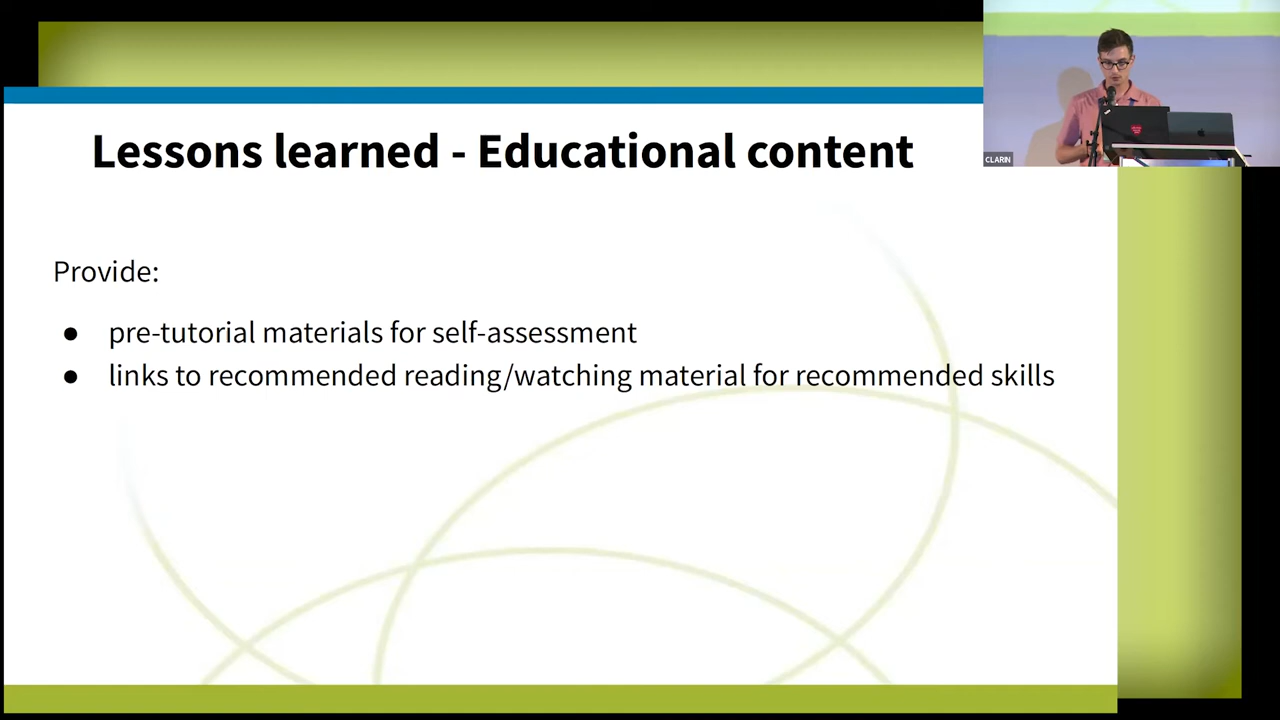 Lessons learned - Educational content
CLARIN
Provide:
● pre-tutorial materials for self-assessment
● links to recommended reading/watching material for recommended skills